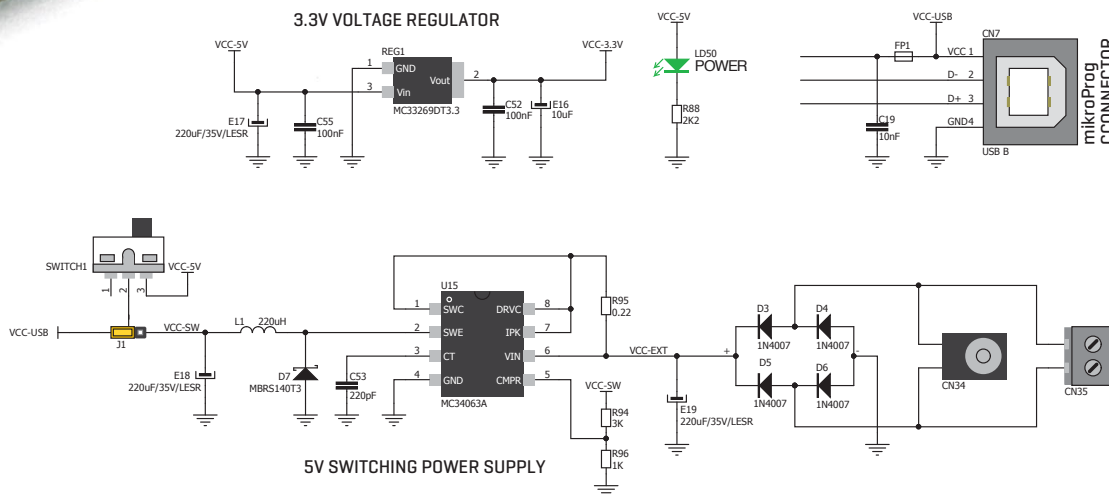 3.3V VOLTAGE REGULATOR
VCC-5V
REG1
1
GND
Vout
2
3
Vin
MC33269DT3.3
VCC-3.3V
E17
220uF/35V/LESR
C55
100nF
C52
100nF
E16
10uF
VCC-5V
LD50
POWER
R88
2K2
VCC-USB
FP1
CN7
VCC 1
D- 2
D+ 3
GND4
USB B
C19
10nF
mikroProg
CCONNECTOR
SWITCH1
1
2
3
VCC-5V
VCC-USB
J1
VCC-SW
L1 220uH
E18
220uF/35V/LESR
D7
MBRS140T3
C53
220pF
U15
1
SWC
DRVC
8
2
SWE
IPK
7
3
CT
VIN
6
4
GND
CMPR
5
MC34063A
R95
0.22
VCC-EXT
VCC-SW
R94
3K
R96
1K
E19
220uF/35V/LESR
+
-
D3
1N4007
D4
1N4007
D5
1N4007
D6
1N4007
CN34
CN35
5V SWITCHING POWER SUPPLY